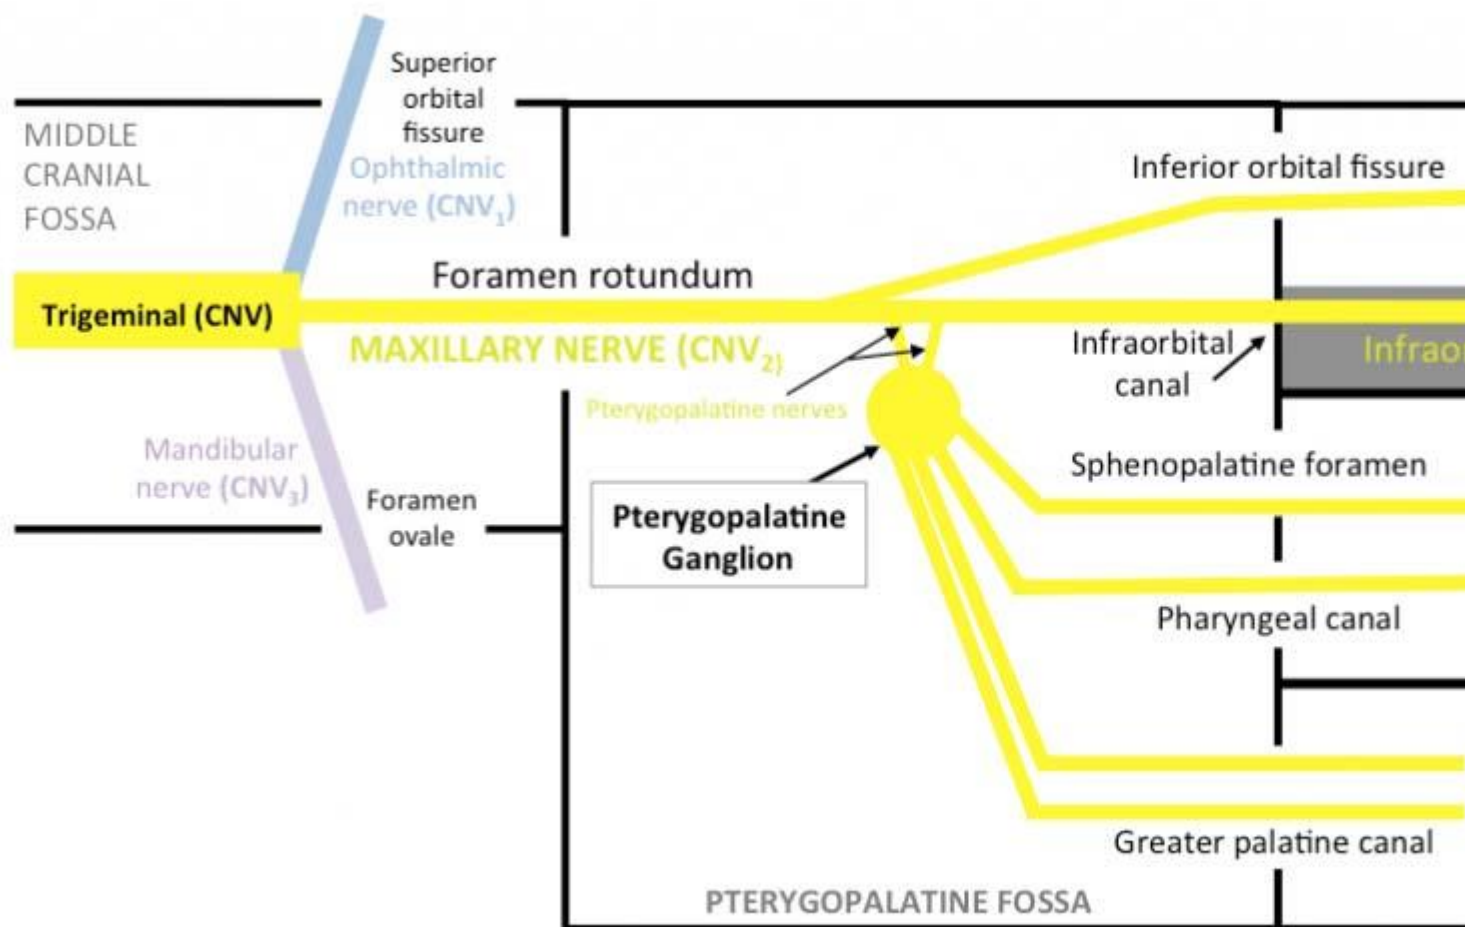 Superior
orbital
fissure
MIDDLE
CRANIAL
FOSSA
Ophthalmic
nerve (CNV₁)
Inferior orbital fissure
Foramen rotundum
Trigeminal (CNV)
MAXILLARY NERVE (CNV₂)
Infraorbital
canal
Infraor
Pterygopalatine nerves
Mandibular
nerve (CNV₃)
Foramen
ovale
Sphenopalatine foramen
Pterygopalatine
Ganglion
Pharyngeal canal
Greater palatine canal
PTERYGOPALATINE FOSSA